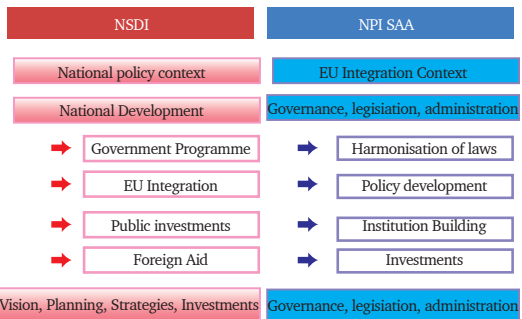 NSDI
NPI SAA
National policy context
EU Integration Context
National Development
Governance, legisiation, administration
Government Programme
Harmonisation of laws
EU Integration
Policy development
Public investments
Institution Building
Foreign Aid
Investments
Vision, Planning, Strategies, Investments
Governance, legisiation, administration